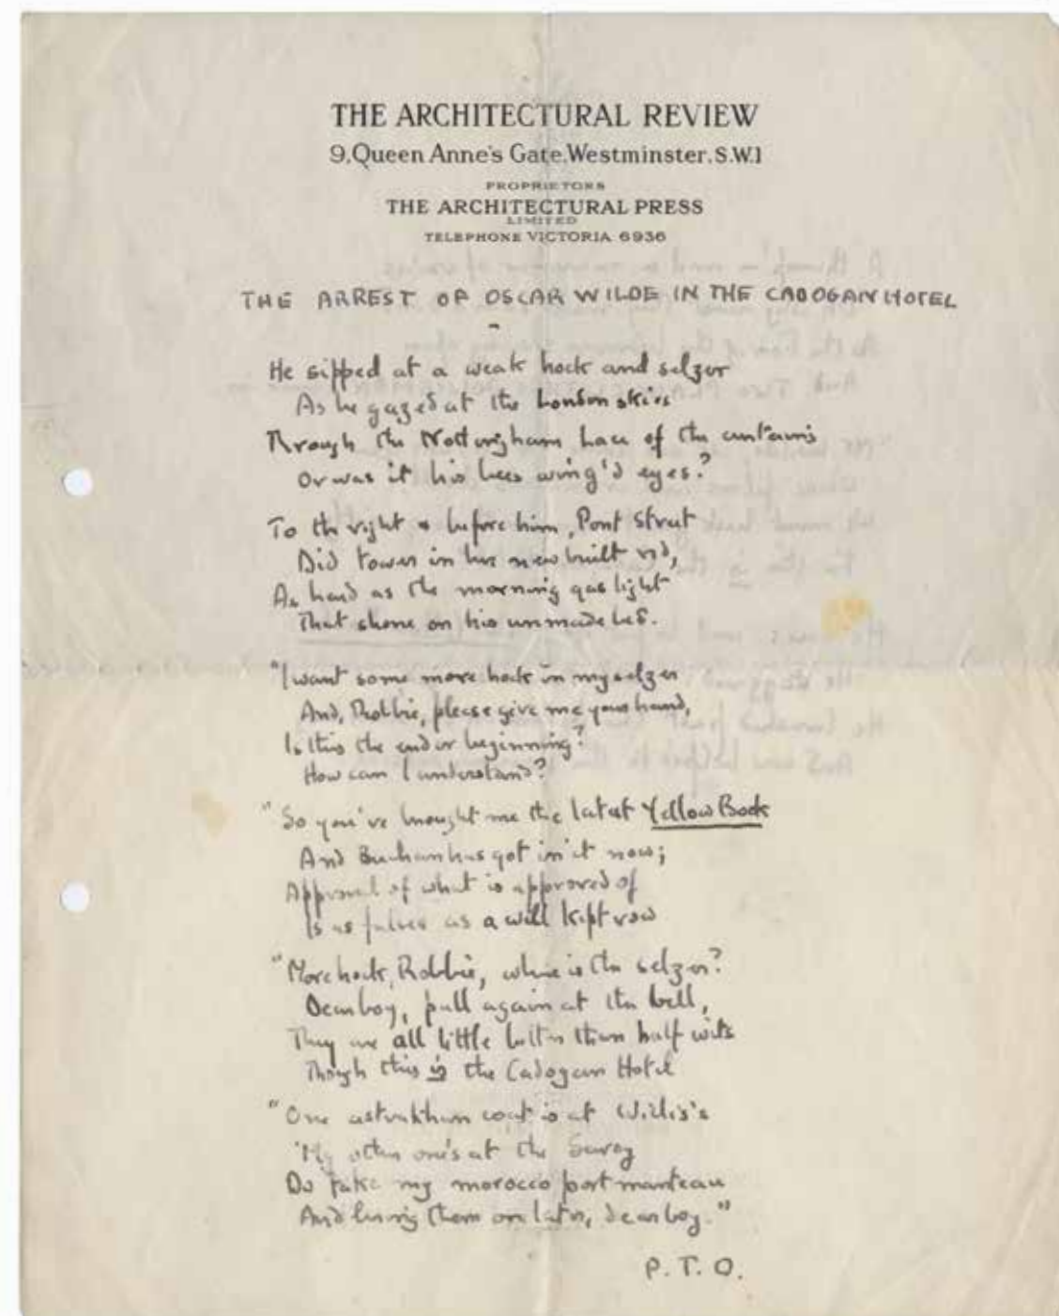 THE ARCHITECTURAL REVIEW
9, Queen Anne's Gate, Westminster, S.W.1
PROPRIETORS
THE ARCHITECTURAL PRESS
LIMITED
TELEPHONE VICTORIA 6936
THE ARREST OF OSCAR WILDE IN THE CADOGAN HOTEL
He sipped at a weak hock and selzer
As he gazed at the London skies
Through the Nottingham Lace of the curtains
Or was it his bees wing'd eyes?
To the right & before him, Pont Street
Did tower in her new built red,
As hard as the morning gas light
That shone on his unmade bed.
"I want some more hock in my selzer
And, Robbie, please give me your hand,
Is this the end or beginning?
How can I understand?
"So you've brought me the latest Yellow Book
And Buchan has got in it now;
Approval of what is approved of
Is as false as a well kept vow
"More hock, Robbie, where is the selzer?
Dear boy, pull again at the bell,
They are all little better than half wits
Though this is the Cadogan Hotel
"One astrakhan coat is at Willis's
'My other one's at the Savoy
Do take my morocco portmanteau
And bring them on later, dear boy."
P. T. O.